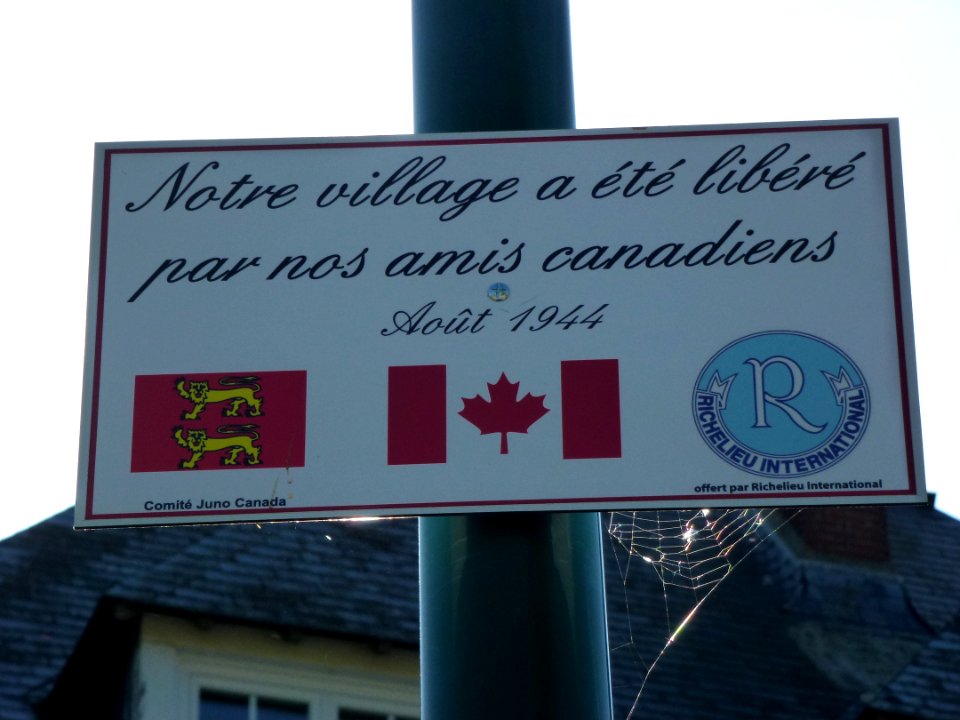 Notre village a été libéré
par nos amis canadiens
Août 1944
R
RICHELIEU INTERNATIONAL
Comité Juno Canada
offert par Richelieu International